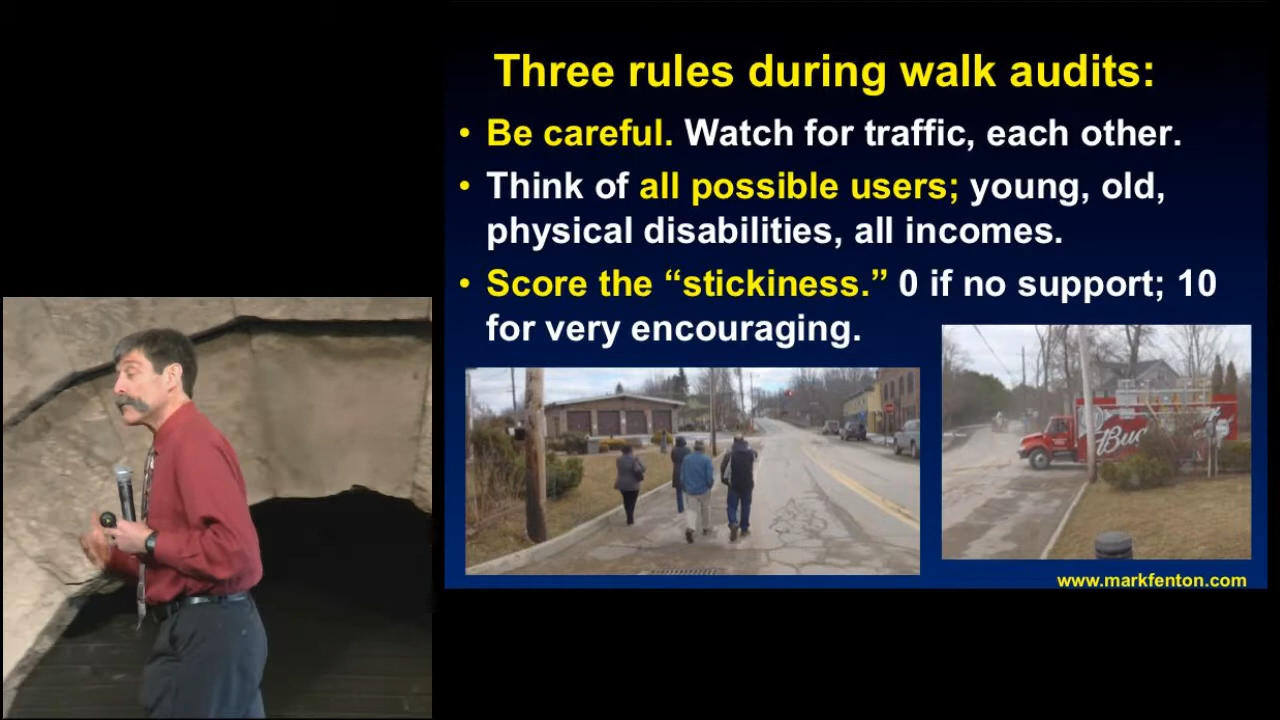 Three rules during walk audits:
• Be careful. Watch for traffic, each other.
• Think of all possible users; young, old,
physical disabilities, all incomes.
• Score the “stickiness.” 0 if no support; 10
for very encouraging.
Buc
www.markfenton.com